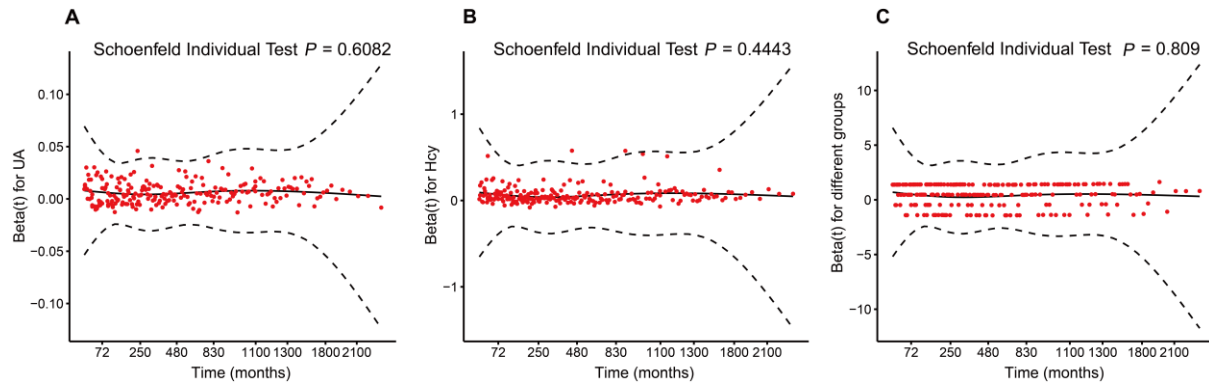 A
Schoenfeld Individual Test P = 0.6082
Beta(t) for UA
0.10
0.05
0.00
−0.05
−0.10
72 250 480 830 1100 1300 1800 2100
Time (months)
B
Schoenfeld Individual Test P = 0.4443
Beta(t) for Hcy
1
0
−1
72 250 480 830 1100 1300 1800 2100
Time (months)
C
Schoenfeld Individual Test P = 0.809
Beta(t) for different groups
10
5
0
−5
−10
72 250 480 830 1100 1300 1800 2100
Time (months)